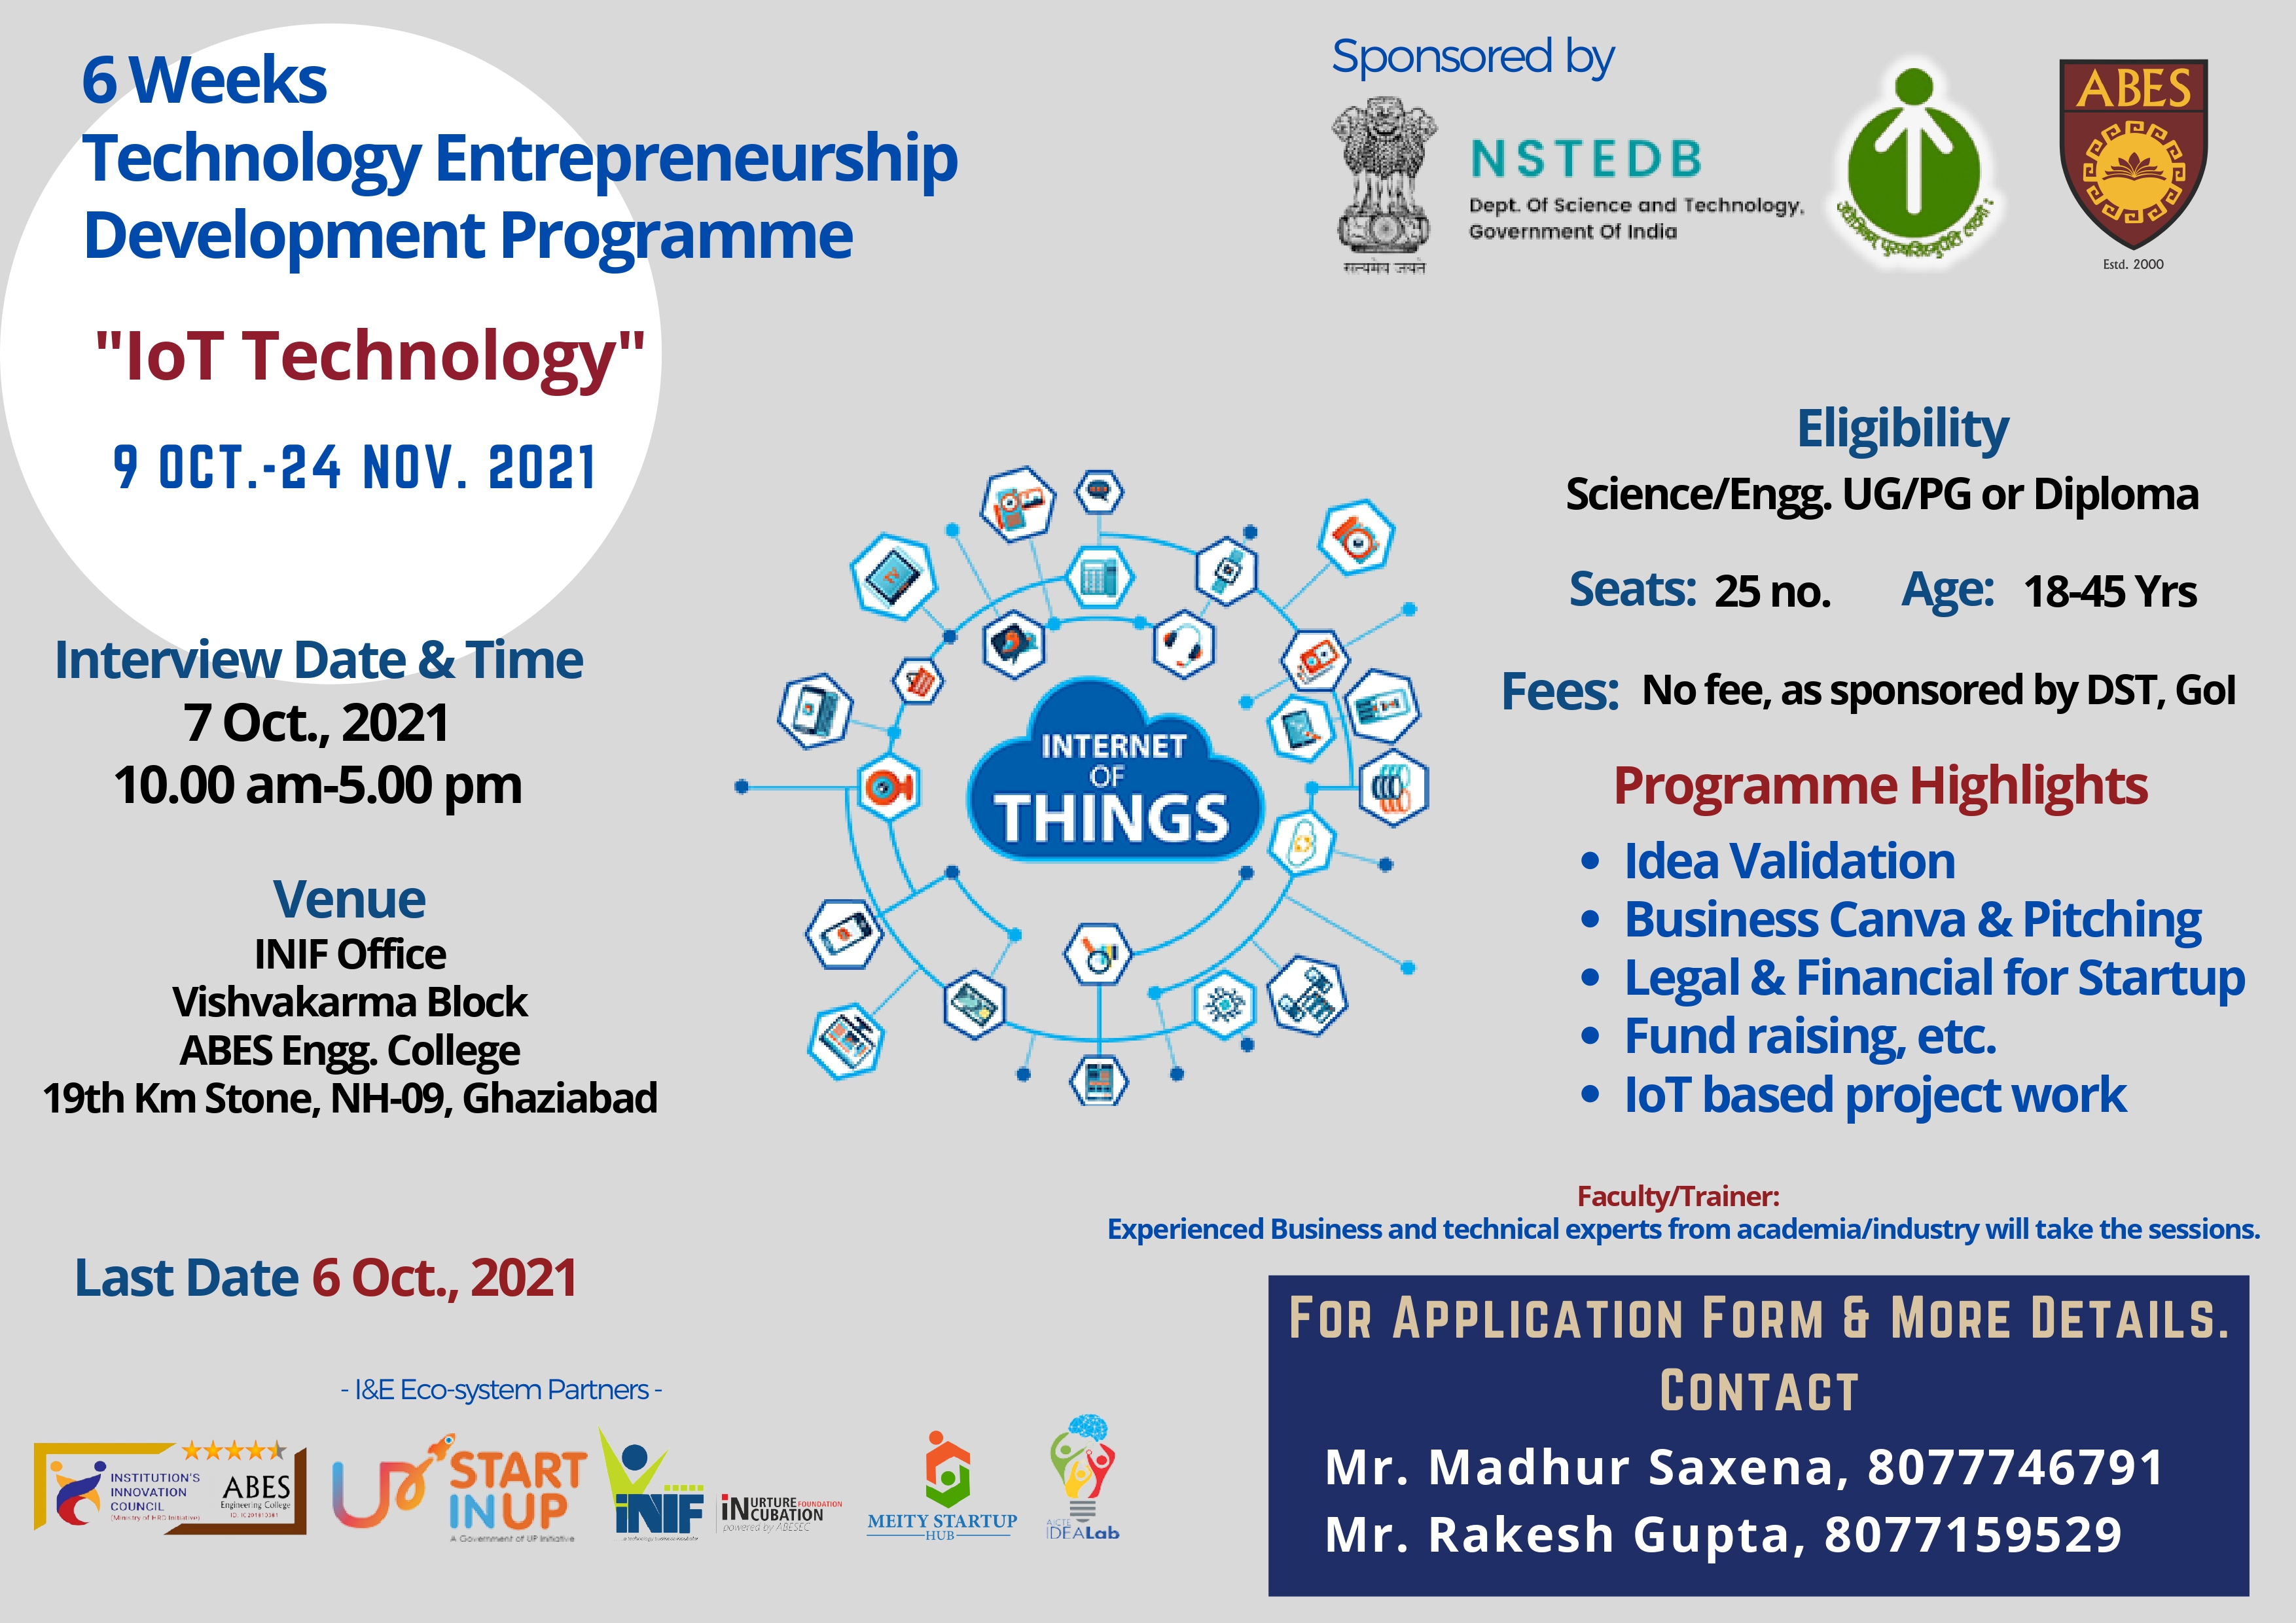 6 Weeks
Technology Entrepreneurship
Development Programme
"IoT Technology"
9 OCT.-24 NOV. 2021
Interview Date & Time
7 Oct., 2021
10.00 am-5.00 pm
Venue
INIF Office
Vishvakarma Block
ABES Engg. College
19th Km Stone, NH-09, Ghaziabad
Last Date 6 Oct., 2021
Sponsored by
सत्यमेव जयते
NSTEDB
Dept. Of Science and Technology,
Government Of India
ABES
Estd. 2000
INTERNET
OF
THINGS
Eligibility
Science/Engg. UG/PG or Diploma
Seats: 25 no. Age: 18-45 Yrs
Fees: No fee, as sponsored by DST, GoI
Programme Highlights
• Idea Validation
• Business Canva & Pitching
• Legal & Financial for Startup
• Fund raising, etc.
• IoT based project work
Faculty/Trainer:
Experienced Business and technical experts from academia/industry will take the sessions.
For Application Form & More Details.
Contact
Mr. Madhur Saxena, 8077746791
Mr. Rakesh Gupta, 8077159529
- I&E Eco-system Partners -
INSTITUTION'S
INNOVATION
COUNCIL
(Ministry of HRD Initiative)
ABES
Engineering College
UP
START
INUP
A Government of UP Initiative
iNIF
iNURTURE FOUNDATION
NCUBATION
powered by ABESEC
MEITY STARTUP
HUB
AICTE
IDEALab